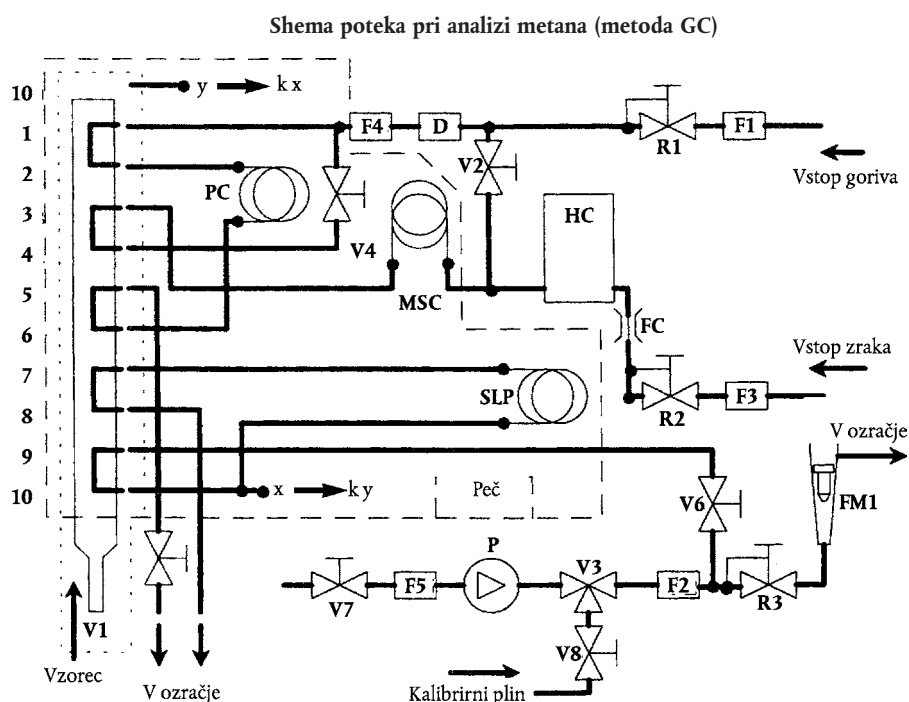 Shema poteka pri analizi metana (metoda GC)
10
y
k x
1
F4
D
R1
F1
Vstop goriva
2
PC
V2
3
HC
4
V4
5
MSC
6
FC
Vstop zraka
7
SLP
R2
F3
8
V ozračje
9
10
x
k y
Peč
V6
FM1
P
V3
V7
F5
F2
R3
V1
V8
Vzorec
V ozračje
Kalibrirni plin